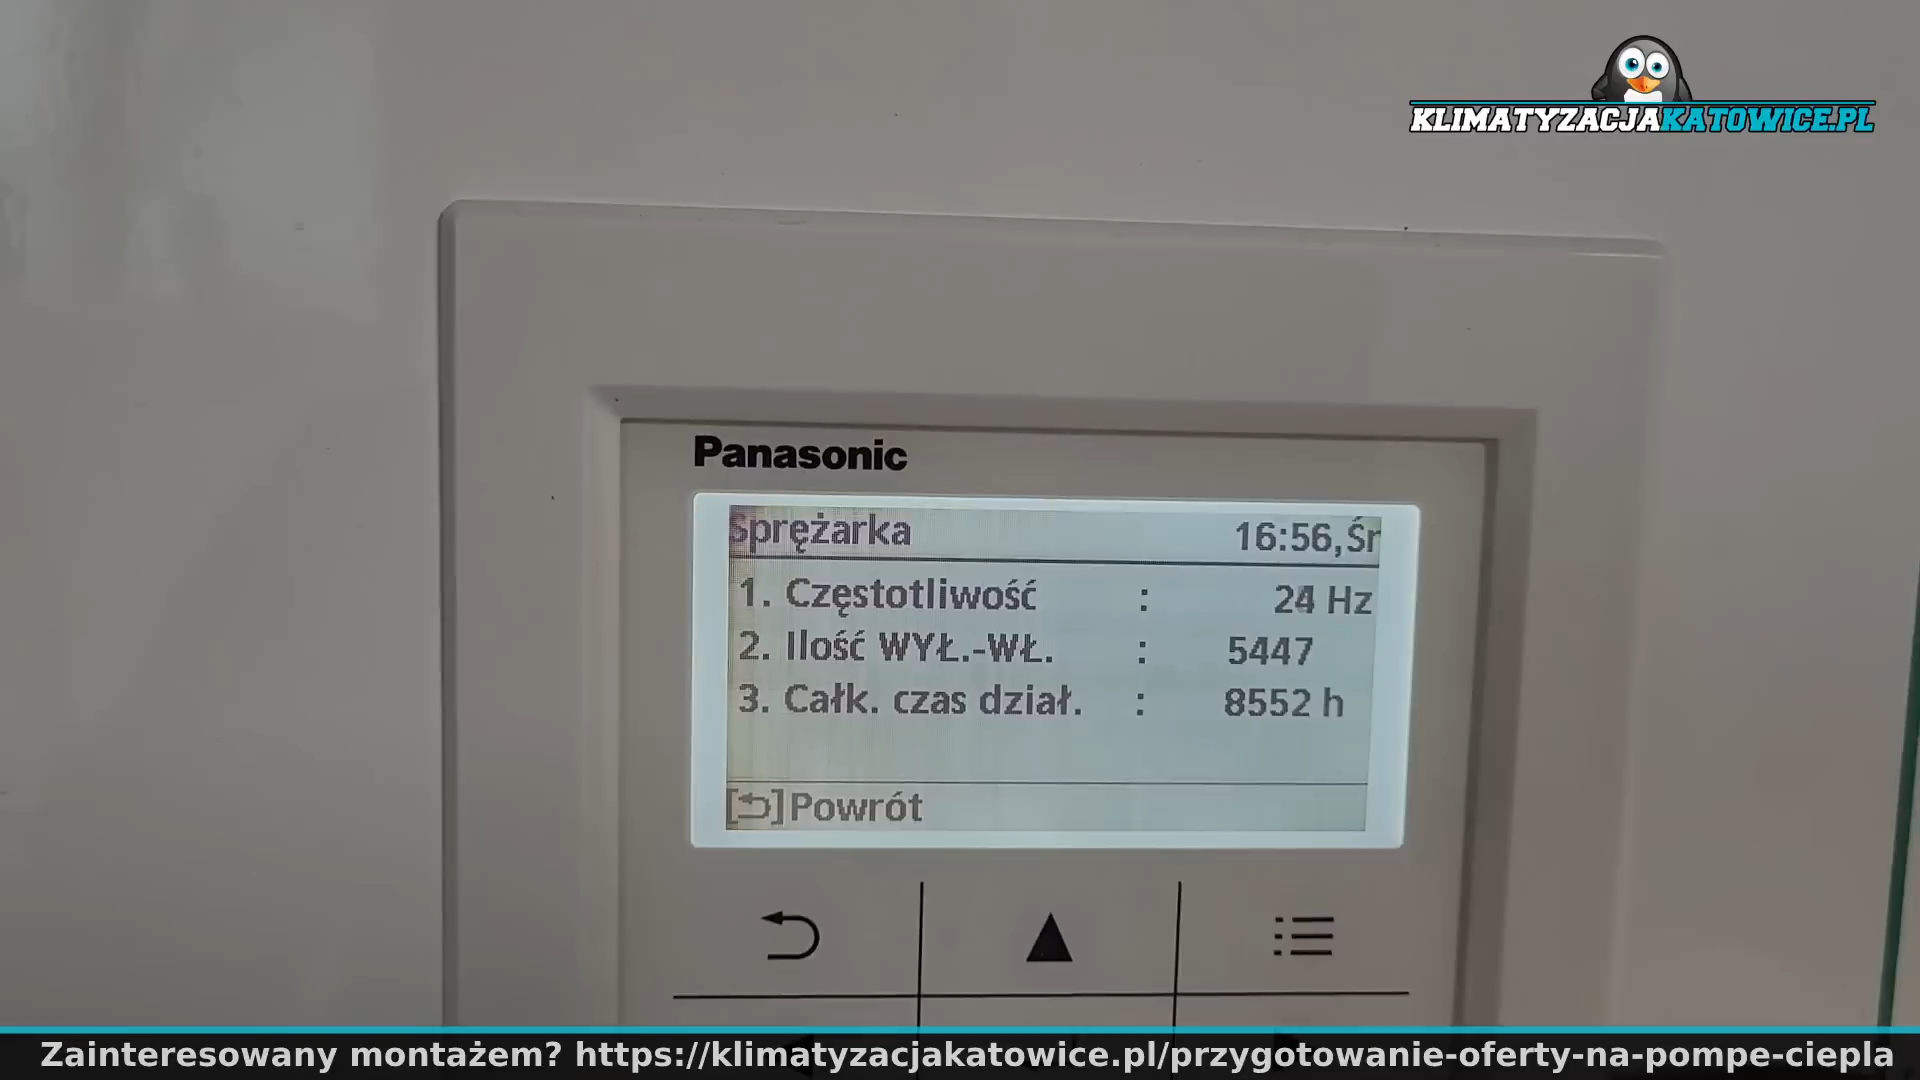 KLIMATYZACJAKATOWICE.PL
Panasonic
Sprężarka 16:56,Śr
1. Częstotliwość : 24 Hz
2. Ilość WYŁ.-WŁ. : 5447
3. Całk. czas dział. : 8552 h
[⮌]Powrót
Zainteresowany montażem? https://klimatyzacjakatowice.pl/przygotowanie-oferty-na-pompe-ciepla